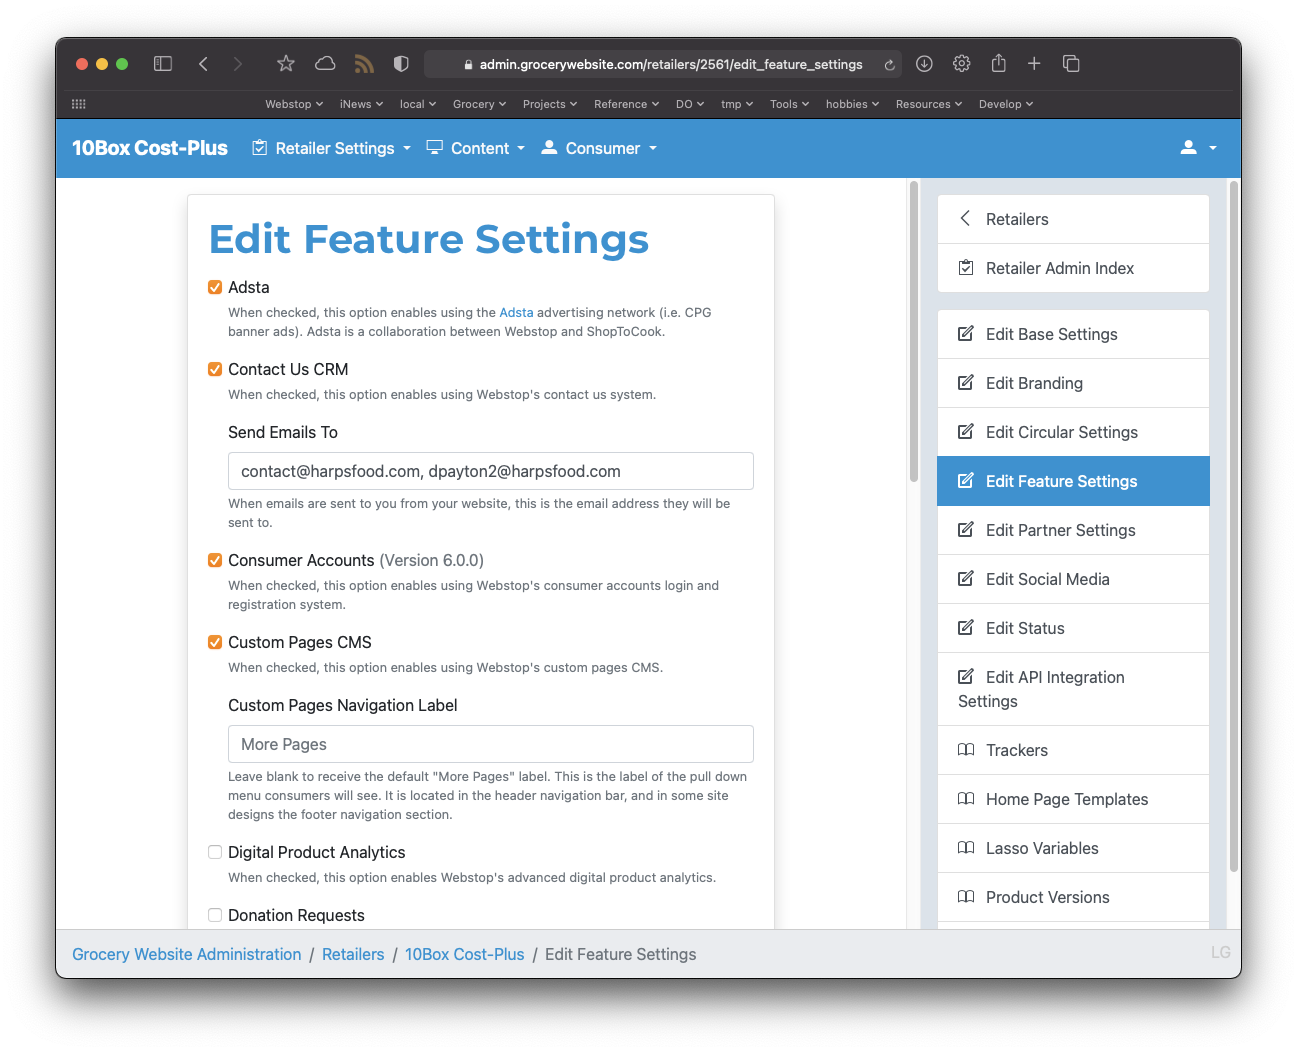 admin.grocerywebsite.com/retailers/2561/edit_feature_settings
Webstop iNews local Grocery Projects Reference DO tmp Tools hobbies Resources Develop
10Box Cost-Plus Retailer Settings Content Consumer
Edit Feature Settings
Adsta
When checked, this option enables using the Adsta advertising network (i.e. CPG
banner ads). Adsta is a collaboration between Webstop and ShopToCook.
Contact Us CRM
When checked, this option enables using Webstop's contact us system.
Send Emails To
contact@harpsfood.com, dpayton2@harpsfood.com
When emails are sent to you from your website, this is the email address they will be
sent to.
Consumer Accounts (Version 6.0.0)
When checked, this option enables using Webstop's consumer accounts login and
registration system.
Custom Pages CMS
When checked, this option enables using Webstop's custom pages CMS.
Custom Pages Navigation Label
More Pages
Leave blank to receive the default "More Pages" label. This is the label of the pull down
menu consumers will see. It is located in the header navigation bar, and in some site
designs the footer navigation section.
Digital Product Analytics
When checked, this option enables Webstop's advanced digital product analytics.
Donation Requests
Retailers
Retailer Admin Index
Edit Base Settings
Edit Branding
Edit Circular Settings
Edit Feature Settings
Edit Partner Settings
Edit Social Media
Edit Status
Edit API Integration
Settings
Trackers
Home Page Templates
Lasso Variables
Product Versions
Grocery Website Administration / Retailers / 10Box Cost-Plus / Edit Feature Settings
LG